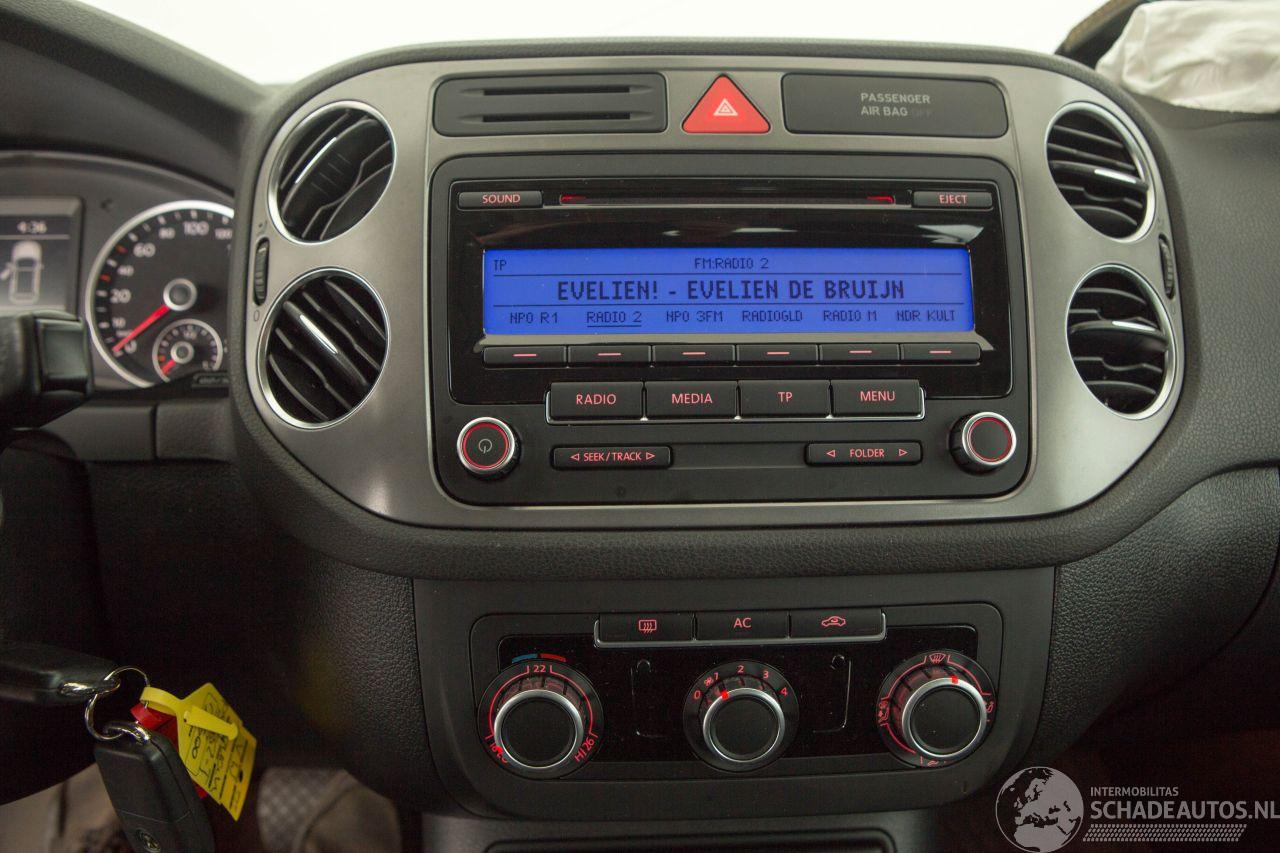 PASSENGER
AIR BAG OFF
SOUND
EJECT
TP FM:RADIO 2
EVELIEN! - EVELIEN DE BRUIJN
NPO R1 RADIO 2 NPO 3FM RADIOGLD RADIO M NDR KULT
RADIO MEDIA TP MENU
◁ SEEK/TRACK ▷
◁ FOLDER ▷
4:36
20 40 60 80 100
AC
22
HI 26
0 1 2 3 4
INTERMOBILITAS
SCHADEAUTOS.NL